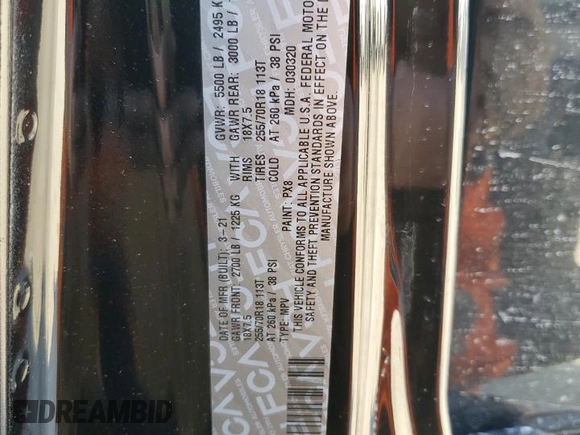 DATE OF MFR (BUILT): 3-21 GVWR: 5500 LB / 2495 K
GAWR FRONT: 2700 LB / 1225 KG WITH GAWR REAR: 3000 LB /
18X7.5 RIMS 18X7.5
255/70R18 113T TIRES 255/70R18 113T
AT 260 kPa / 38 PSI COLD AT 260 kPa / 38 PSI
TYPE: MPV PAINT: PX8 MDH: 030320
THIS VEHICLE CONFORMS TO ALL APPLICABLE U.S.A. FEDERAL MOTO
SAFETY AND THEFT PREVENTION STANDARDS IN EFFECT ON THE
MANUFACTURE SHOWN ABOVE.
FCA
DREAMBID